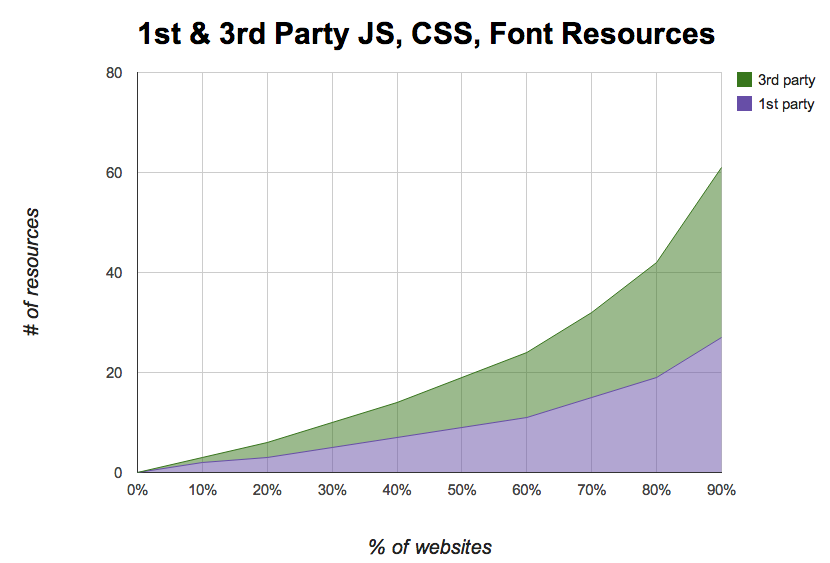 1st & 3rd Party JS, CSS, Font Resources
80
60
40
20
0
# of resources
0% 10% 20% 30% 40% 50% 60% 70% 80% 90%
% of websites
3rd party
1st party